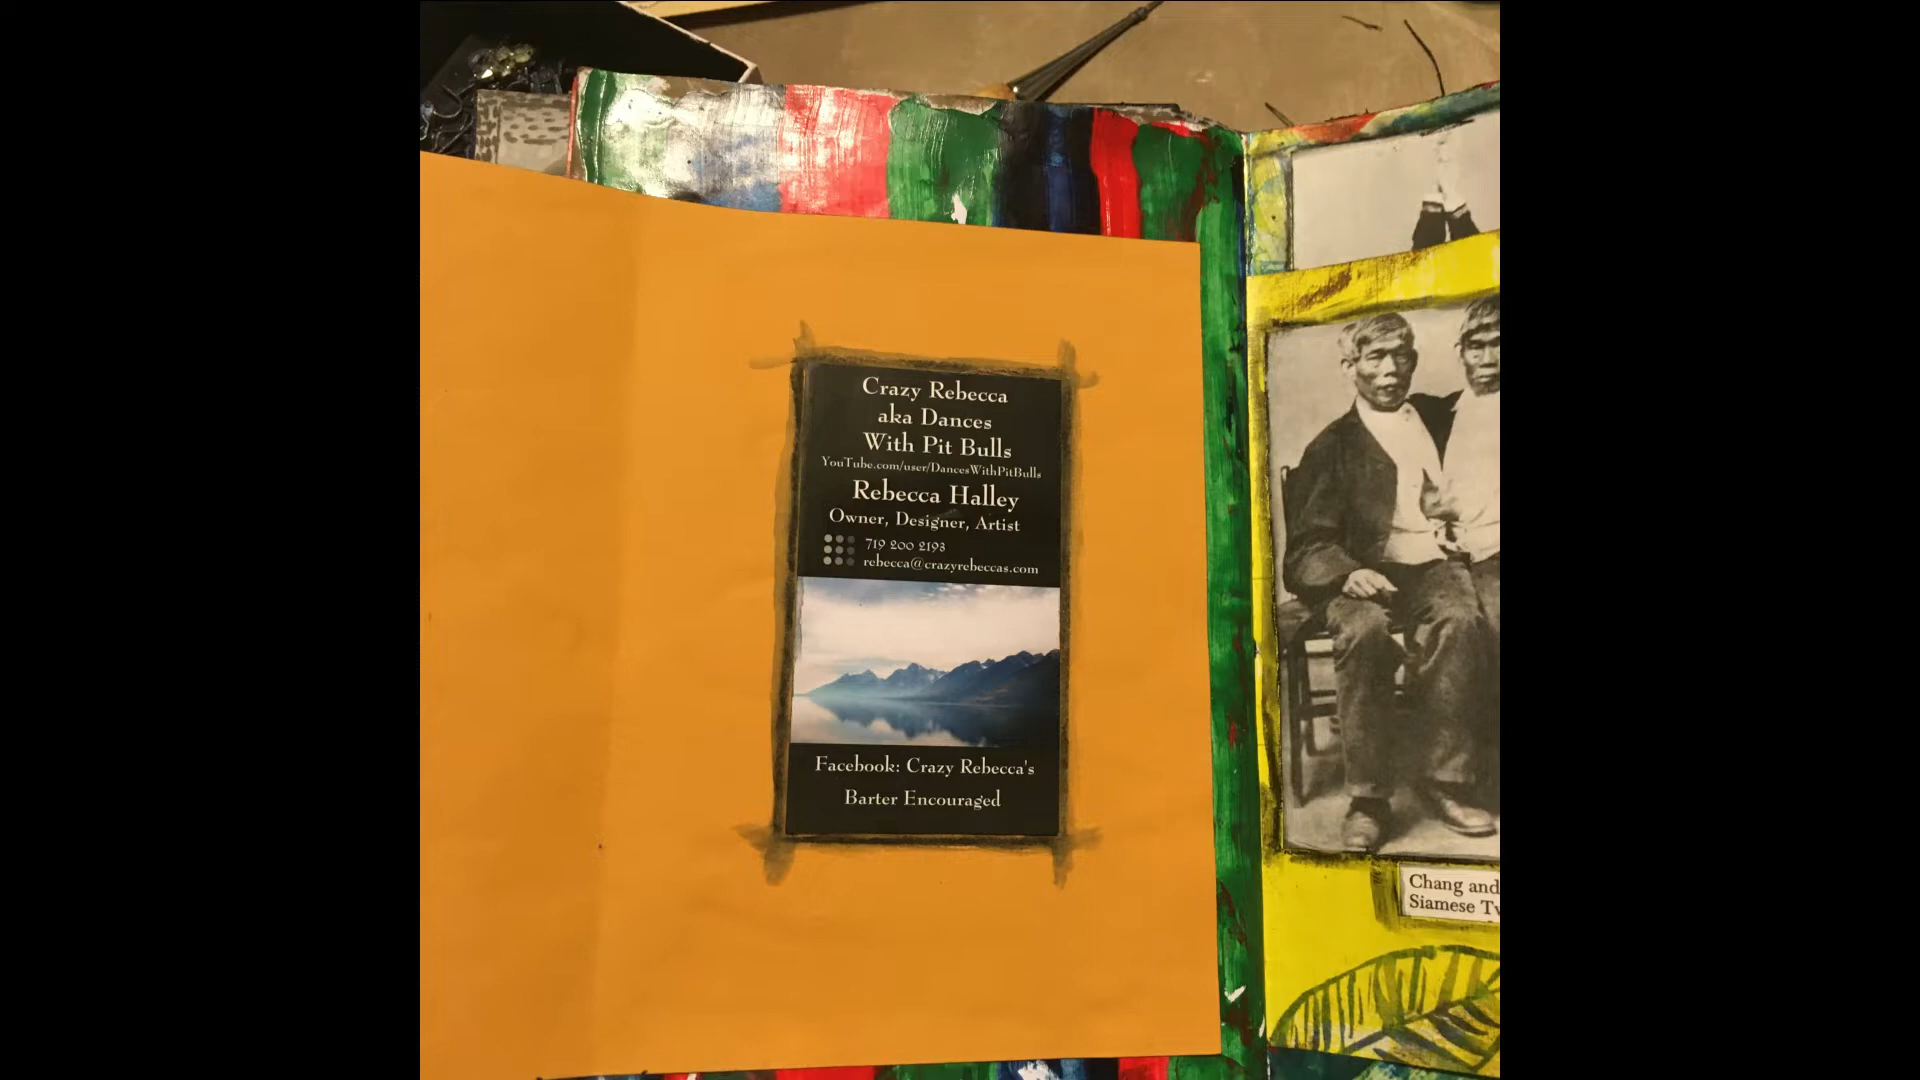 Crazy Rebecca
aka Dances
With Pit Bulls
YouTube.com/user/DancesWithPitBulls
Rebecca Halley
Owner, Designer, Artist
719 200 2193
rebecca@crazyrebeccas.com
Facebook: Crazy Rebecca's
Barter Encouraged
Chang and
Siamese